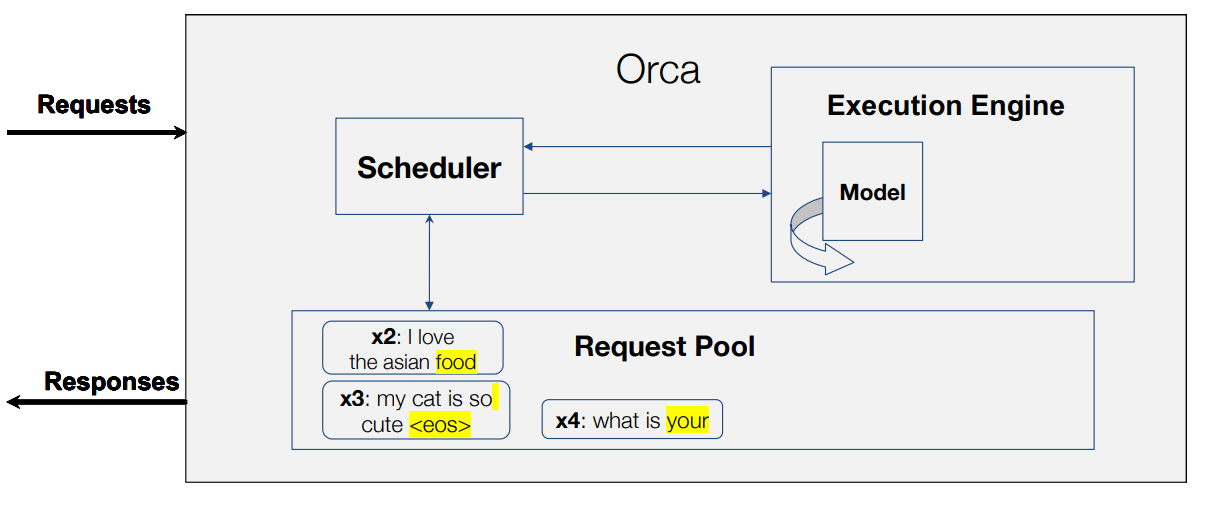 Orca
Requests
Execution Engine
Scheduler
Model
Request Pool
x2: I love
the asian food
x3: my cat is so
cute <eos>
x4: what is your
Responses